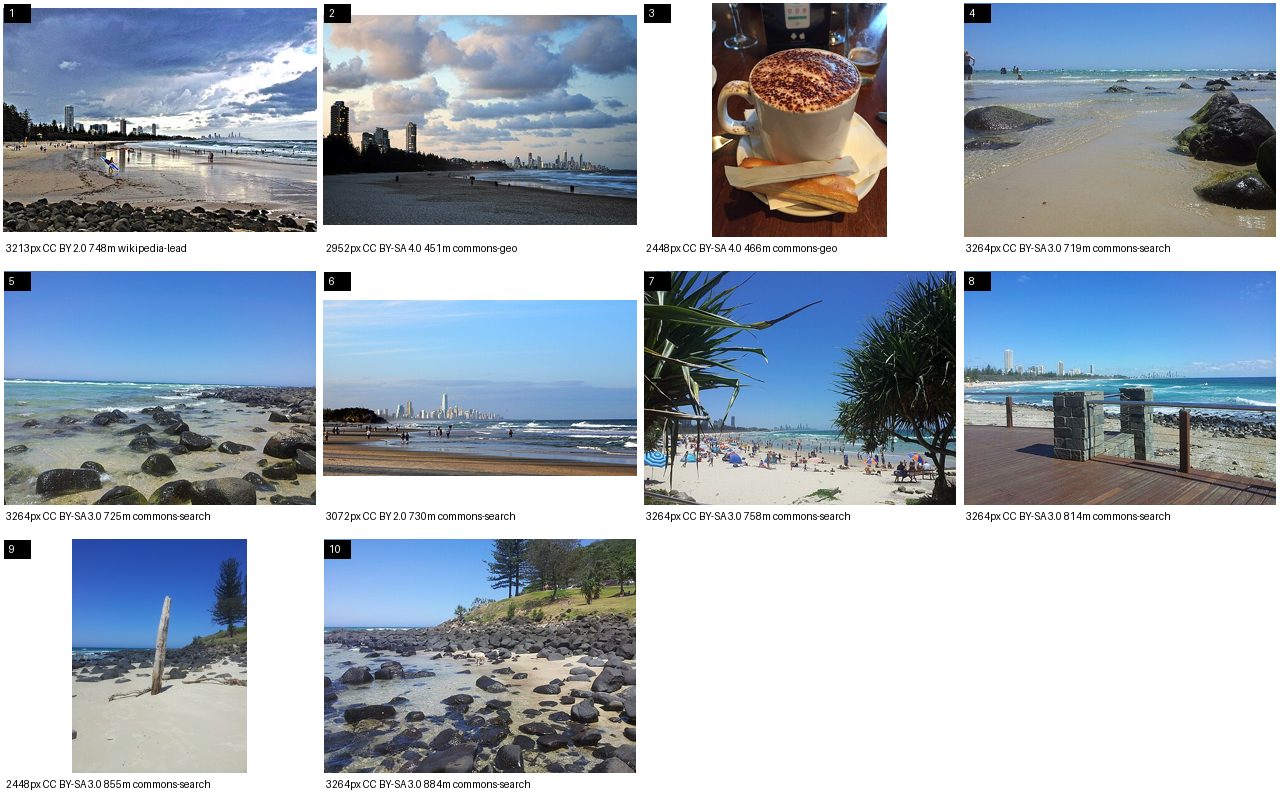 1
2
3
4
3213px CC BY 2.0 748m wikipedia-lead
2952px CC BY-SA 4.0 451m commons-geo
2448px CC BY-SA 4.0 466m commons-geo
3264px CC BY-SA 3.0 719m commons-search
5
6
7
8
3264px CC BY-SA 3.0 725m commons-search
3072px CC BY 2.0 730m commons-search
3264px CC BY-SA 3.0 758m commons-search
3264px CC BY-SA 3.0 814m commons-search
9
10
2448px CC BY-SA 3.0 855m commons-search
3264px CC BY-SA 3.0 884m commons-search